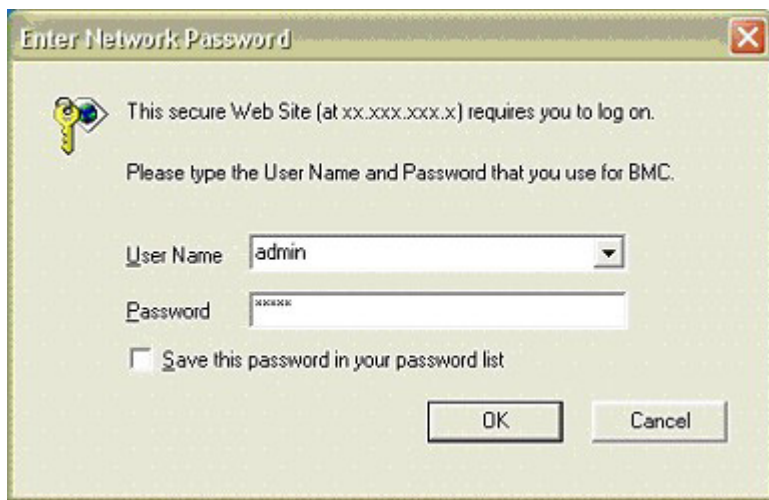 Enter Network Password
This secure Web Site (at xx.xxx.xxx.x) requires you to log on.
Please type the User Name and Password that you use for BMC.
User Name admin
Password xxxxx
Save this password in your password list
OK Cancel